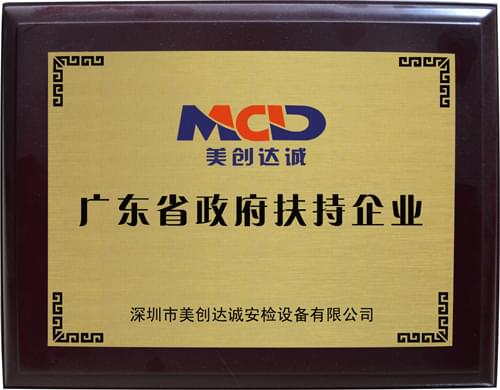 MCD
美创达诚
广东省政府扶持企业
深圳市美创达诚安检设备有限公司